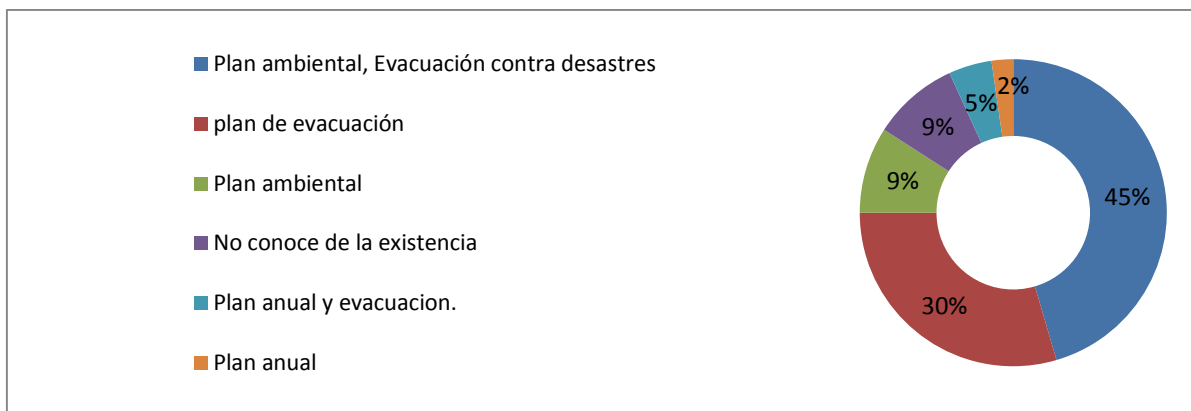 Plan ambiental, Evacuación contra desastres
plan de evacuación
Plan ambiental
No conoce de la existencia
Plan anual y evacuacion.
Plan anual
45%
30%
9%
9%
5%
2%